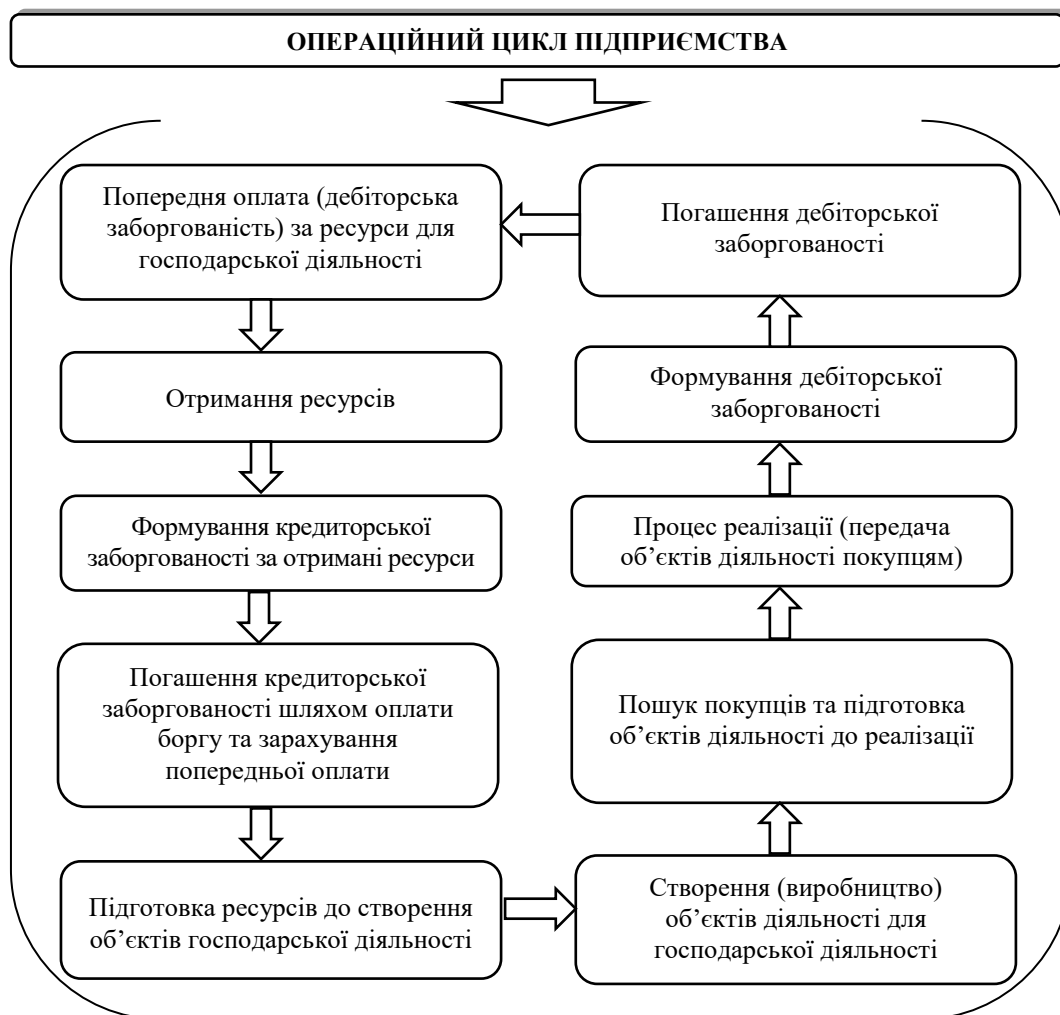 ОПЕРАЦІЙНИЙ ЦИКЛ ПІДПРИЄМСТВА
Попередня оплата (дебіторська
заборгованість) за ресурси для
господарської діяльності
Отримання ресурсів
Формування кредиторської
заборгованості за отримані ресурси
Погашення кредиторської
заборгованості шляхом оплати
боргу та зарахування
попередньої оплати
Підготовка ресурсів до створення
об’єктів господарської діяльності
Створення (виробництво)
об’єктів діяльності для
господарської діяльності
Пошук покупців та підготовка
об’єктів діяльності до реалізації
Процес реалізації (передача
об’єктів діяльності покупцям)
Формування дебіторської
заборгованості
Погашення дебіторської
заборгованості